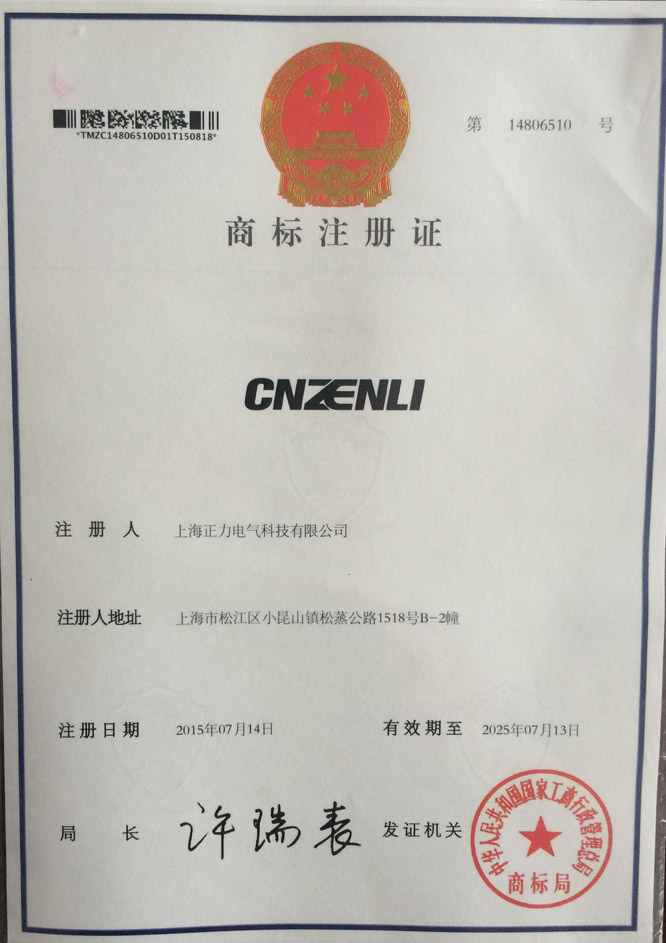 *TMZC14806510D01T150818*
第 14806510 号
商标注册证
CNZENLI
注册人 上海正力电气科技有限公司
注册人地址 上海市松江区小昆山镇松蒸公路1518号B-2幢
注册日期 2015年07月14日 有效期至 2025年07月13日
局长 许瑞表 发证机关
中华人民共和国国家工商行政管理总局
商标局